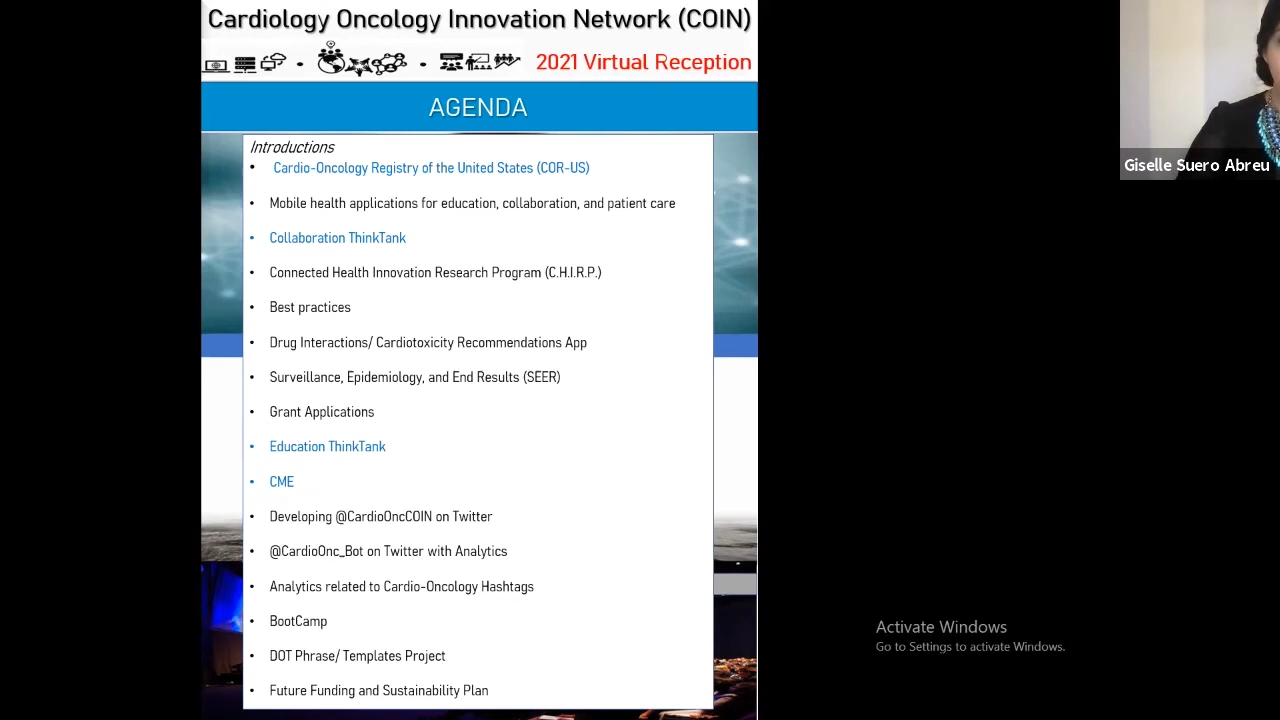 Cardiology Oncology Innovation Network (COIN)
2021 Virtual Reception
AGENDA
Introductions
• Cardio-Oncology Registry of the United States (COR-US)
• Mobile health applications for education, collaboration, and patient care
• Collaboration ThinkTank
• Connected Health Innovation Research Program (C.H.I.R.P.)
• Best practices
• Drug Interactions/ Cardiotoxicity Recommendations App
• Surveillance, Epidemiology, and End Results (SEER)
• Grant Applications
• Education ThinkTank
• CME
• Developing @CardioOncCOIN on Twitter
• @CardioOnc_Bot on Twitter with Analytics
• Analytics related to Cardio-Oncology Hashtags
• BootCamp
• DOT Phrase/ Templates Project
• Future Funding and Sustainability Plan
Giselle Suero Abreu
Activate Windows
Go to Settings to activate Windows.